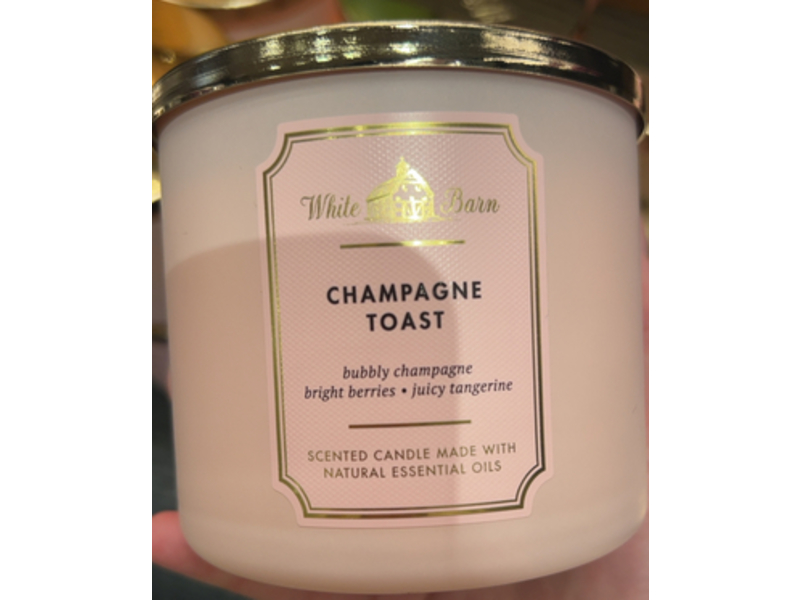 White Barn
CHAMPAGNE
TOAST
bubbly champagne
bright berries • juicy tangerine
SCENTED CANDLE MADE WITH
NATURAL ESSENTIAL OILS